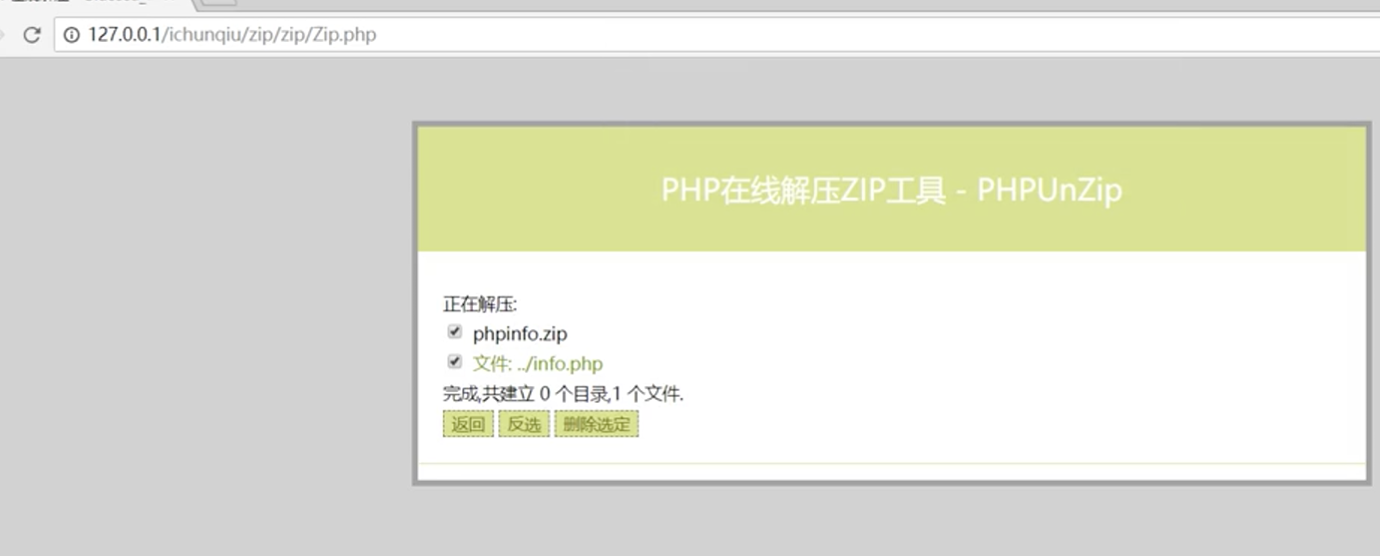 127.0.0.1/ichunqiu/zip/zip/Zip.php
PHP在线解压ZIP工具 - PHPUnZip
正在解压:
phpinfo.zip
文件: ../info.php
完成,共建立 0 个目录,1 个文件.
返回 反选 删除选定